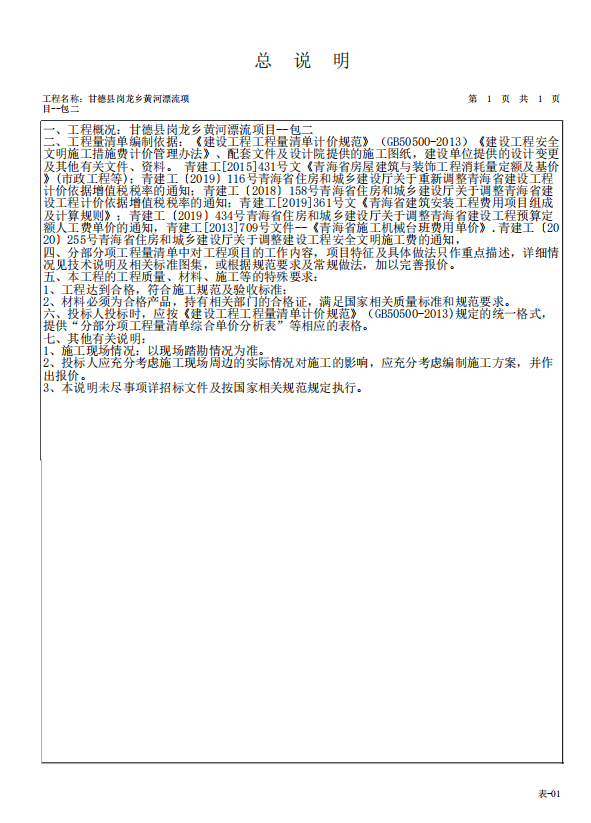 总 说 明
工程名称：甘德县岗龙乡黄河漂流项
目--包二
第 1 页 共 1 页
一、工程概况：甘德县岗龙乡黄河漂流项目--包二
二、工程量清单编制依据：《建设工程工程量清单计价规范》（GB50500-2013）《建设工程安全
文明施工措施费计价管理办法》、配套文件及设计院提供的施工图纸，建设单位提供的设计变更
及其他有关文件、资料。 青建工[2015]431号文《青海省房屋建筑与装饰工程消耗量定额及基价
》(市政工程等)；青建工〔2019〕116号青海省住房和城乡建设厅关于重新调整青海省建设工程
计价依据增值税税率的通知；青建工〔2018〕158号青海省住房和城乡建设厅关于调整青海省建
设工程计价依据增值税税率的通知；青建工[2019]361号文《青海省建筑安装工程费用项目组成
及计算规则》；青建工〔2019〕434号青海省住房和城乡建设厅关于调整青海省建设工程预算定
额人工费单价的通知，青建工[2013]709号文件--《青海省施工机械台班费用单价》.青建工〔20
20〕255号青海省住房和城乡建设厅关于调整建设工程安全文明施工费的通知，
四、分部分项工程量清单中对工程项目的工作内容，项目特征及具体做法只作重点描述，详细情
况见技术说明及相关标准图集，或根据规范要求及常规做法，加以完善报价。
五、本工程的工程质量、材料、施工等的特殊要求：
1、工程达到合格，符合施工规范及验收标准；
2、材料必须为合格产品，持有相关部门的合格证，满足国家相关质量标准和规范要求。
六、投标人投标时，应按《建设工程工程量清单计价规范》（GB50500-2013)规定的统一格式，
提供“分部分项工程量清单综合单价分析表”等相应的表格。
七、其他有关说明：
1、施工现场情况：以现场踏勘情况为准。
2、投标人应充分考虑施工现场周边的实际情况对施工的影响，应充分考虑编制施工方案，并作
出报价。
3、本说明未尽事项详招标文件及按国家相关规范规定执行。
表-01